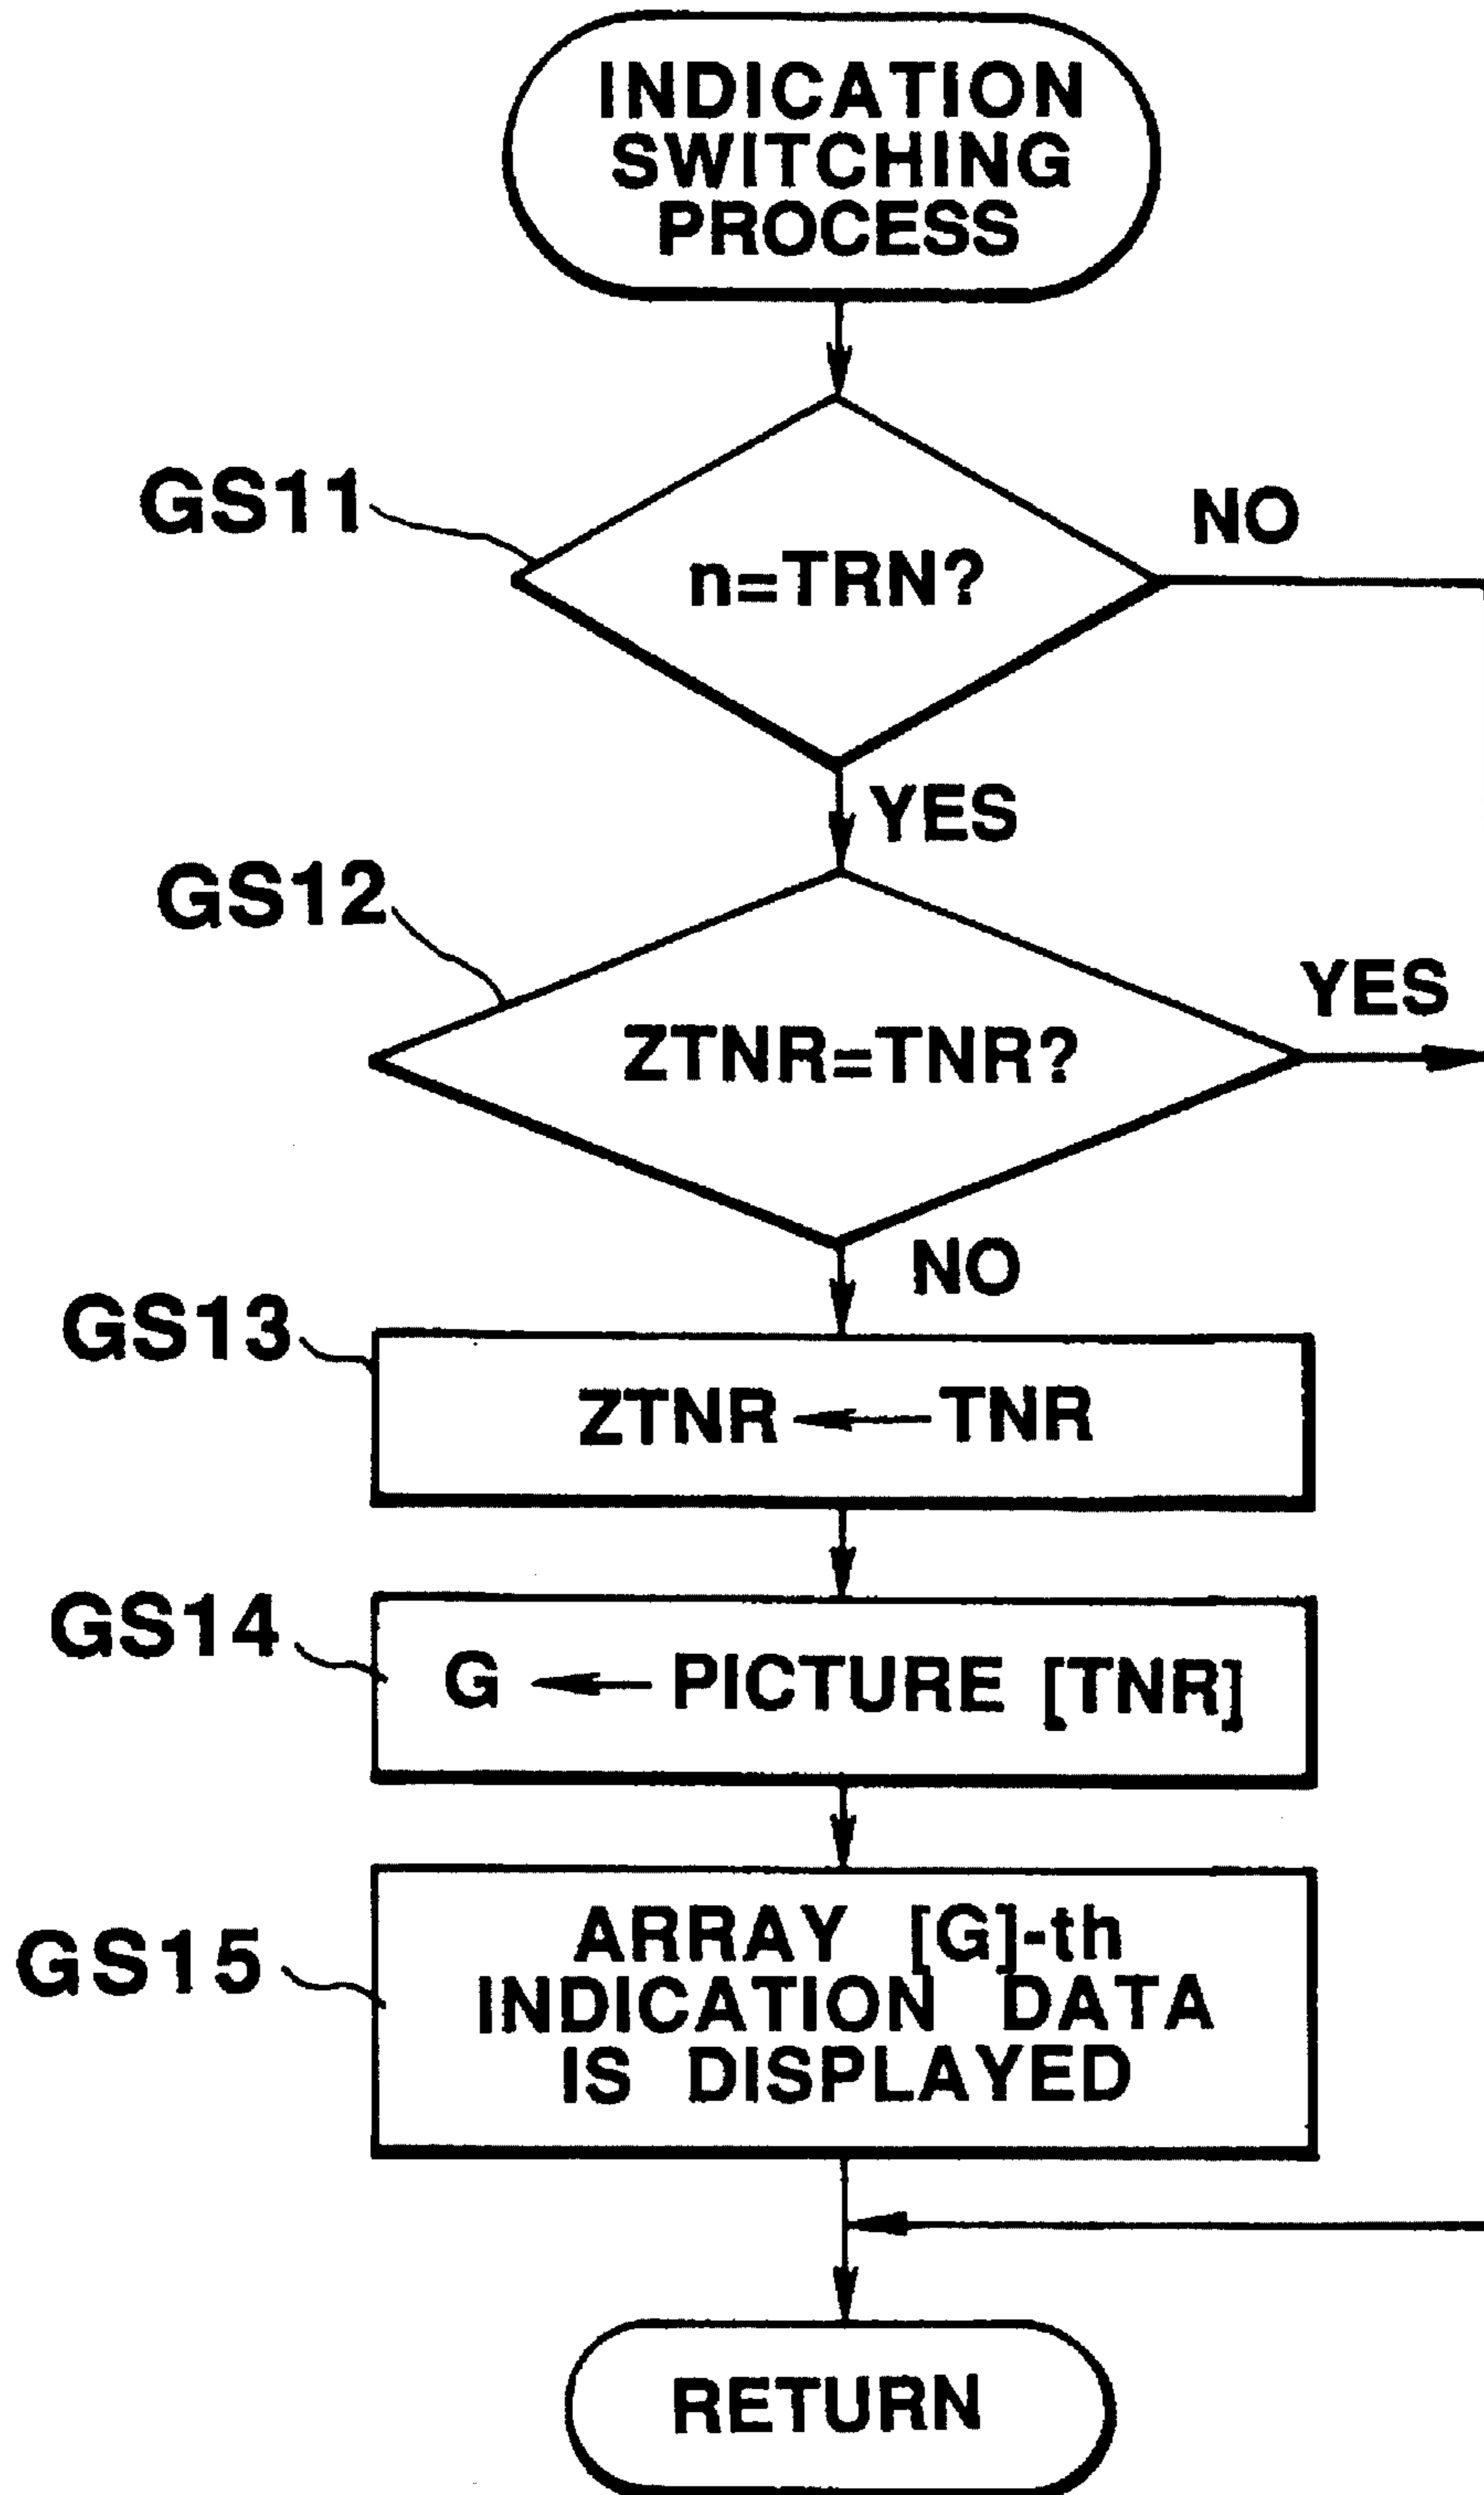 INDICATION
SWITCHING
PROCESS
GS11
n=TRN?
NO
YES
GS12
ZTNR=TNR?
YES
NO
GS13
ZTNR TNR
GS14
G PICTURE [TNR]
GS15
ARRAY [G]-th
INDICATION DATA
IS DISPLAYED
RETURN